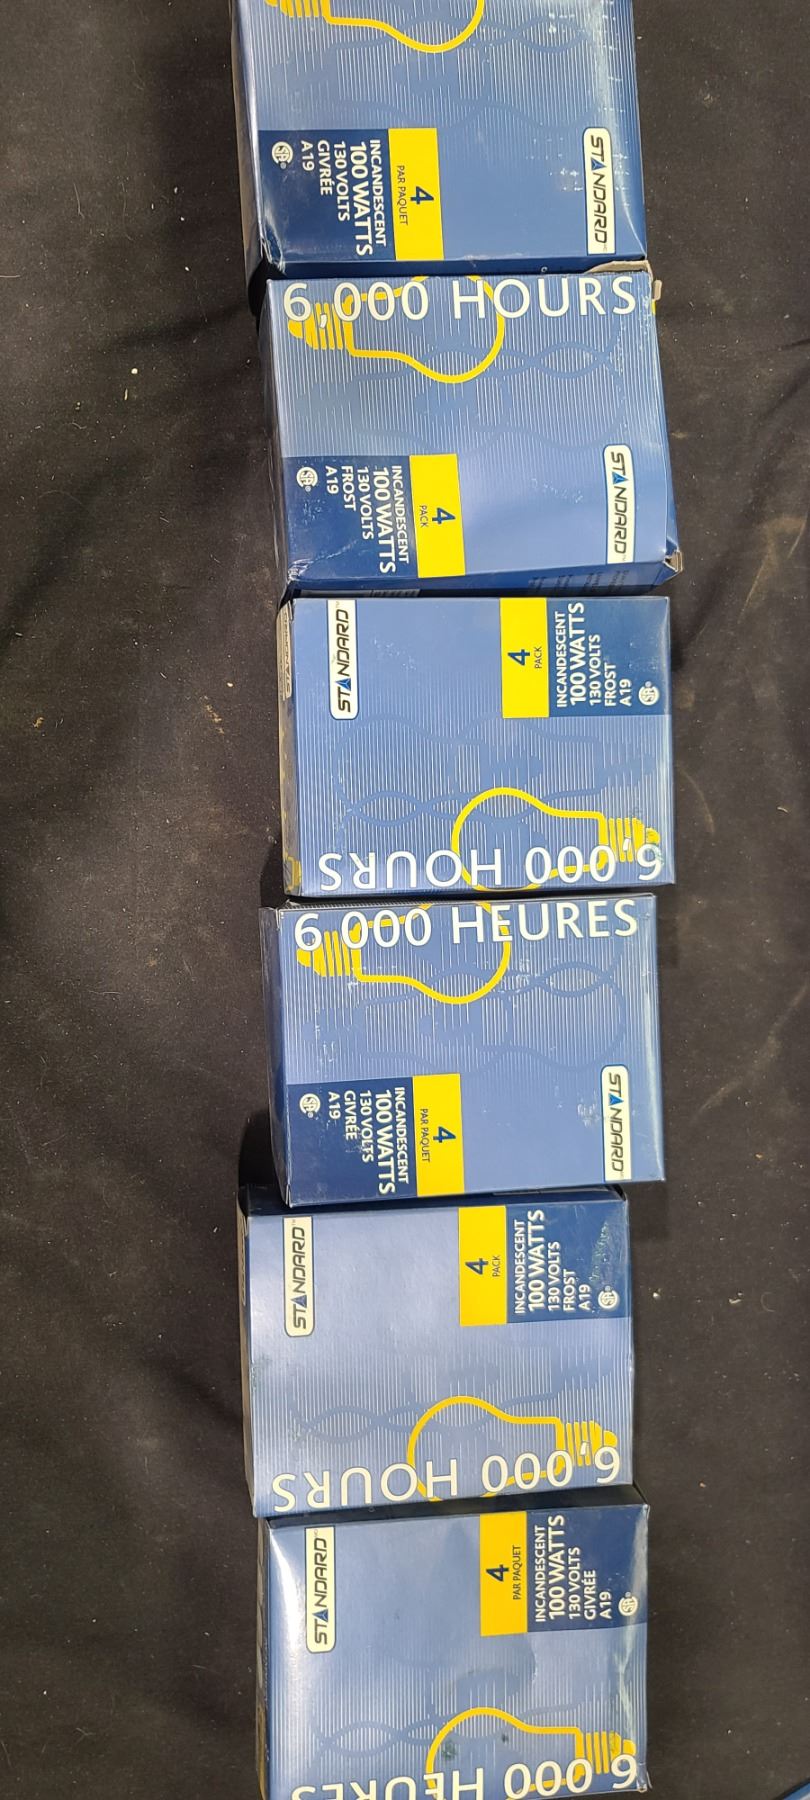 STANDARD
4
PAR PAQUET
INCANDESCENT
100 WATTS
130 VOLTS
GIVRÉE
A19
6,000 HOURS
STANDARD
4
PACK
INCANDESCENT
100 WATTS
130 VOLTS
FROST
A19
STANDARD
4
PACK
INCANDESCENT
100 WATTS
130 VOLTS
FROST
A19
6,000 HOURS
6 000 HEURES
STANDARD
4
PAR PAQUET
INCANDESCENT
100 WATTS
130 VOLTS
GIVRÉE
A19
STANDARD
4
PACK
INCANDESCENT
100 WATTS
130 VOLTS
FROST
A19
6,000 HOURS
STANDARD
4
PAR PAQUET
INCANDESCENT
100 WATTS
130 VOLTS
GIVRÉE
A19
6 000 HEURES